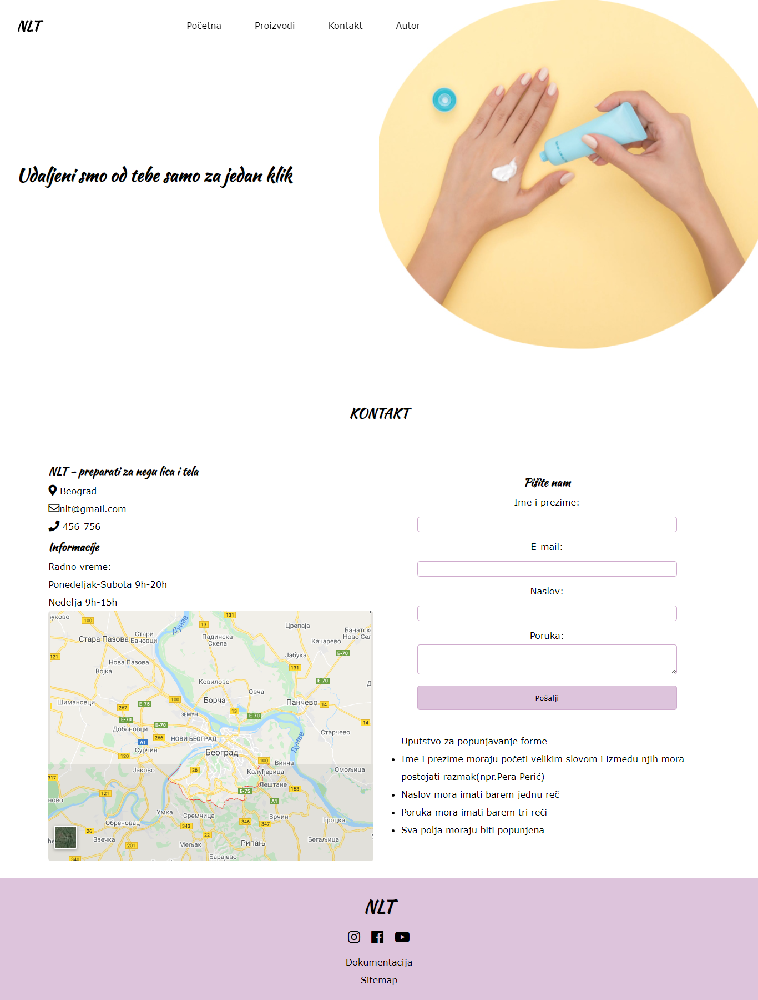 NLT
Početna
Proizvodi
Kontakt
Autor
Udaljeni smo od tebe samo za jedan klik
KONTAKT
NLT – preparati za negu lica i tela
Beograd
nlt@gmail.com
456-756
Informacije
Radno vreme:
Ponedeljak-Subota 9h-20h
Nedelja 9h-15h
буково
100
131
13
Дунав
Црепаја
Стара Пазова
Стари
Бановци
Падинска
Скела
Качарево
Банатско
Ново Сел
E-70
121
Нова Пазова
Јабука
Војка
131
Ковилово
E-70
Овча
Шимановци
267
E-75
100
Борча
Панчево
14
ЗЕМУН
13
E-70
E-70
E-70
14
Добановци
266
НОВИ БЕОГРАД
Старчево
A1
Сурчин
Београд
Дунав
120
100
Винча
Јаково
26
Калуђерица
Омољица
317
Лештане
121
E-75
153
ново
A1
Умка
Сремчица
Врчин
Гроцка
Обреновац
343
346
347
26
22
Звечка
201
Мељак
Рипањ
Бегаљица
340
Барајево
Pišite nam
Ime i prezime:
E-mail:
Naslov:
Poruka:
Pošalji
Uputstvo za popunjavanje forme
Ime i prezime moraju početi velikim slovom i između njih mora
postojati razmak(npr.Pera Perić)
Naslov mora imati barem jednu reč
Poruka mora imati barem tri reči
Sva polja moraju biti popunjena
NLT
Dokumentacija
Sitemap